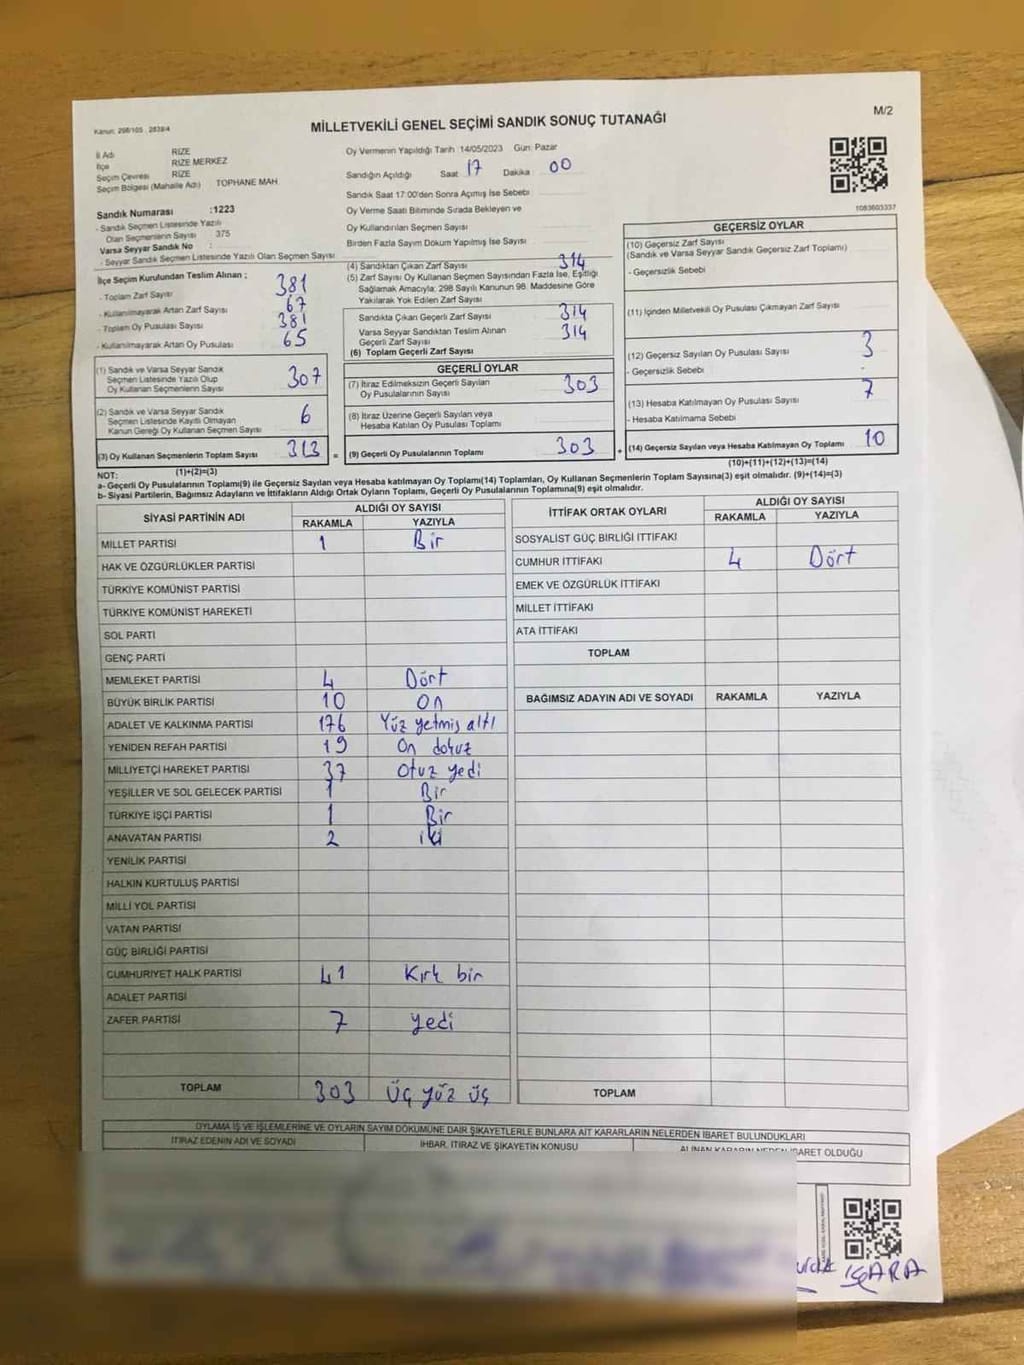 M/2
Kanun: 298/105 , 2839/4
MİLLETVEKİLİ GENEL SEÇİMİ SANDIK SONUÇ TUTANAĞI
İl Adı RİZE
İlçe RİZE MERKEZ
Seçim Çevresi RİZE
Seçim Bölgesi (Mahalle Adı) TOPHANE MAH
Sandık Numarası :1223
- Sandık Seçmen Listesinde Yazılı
Olan Seçmenlerin Sayısı 375
Varsa Seyyar Sandık No :
- Seyyar Sandık Seçmen Listesinde Yazılı Olan Seçmen Sayısı
Oy Vermenin Yapıldığı Tarih 14/05/2023 Gün: Pazar
Sandığın Açıldığı Saat 17 Dakika 00
Sandık Saat 17:00'den Sonra Açılmış İse Sebebi
Oy Verme Saati Bitiminde Sırada Bekleyen ve
Oy Kullandırılan Seçmen Sayısı
Birden Fazla Sayım Döküm Yapılmış İse Sayısı
1083603337
İlçe Seçim Kurulundan Teslim Alınan ;
- Toplam Zarf Sayısı 381
- Kullanılmayarak Artan Zarf Sayısı 67
- Toplam Oy Pusulası Sayısı 381
- Kullanılmayarak Artan Oy Pusulası 65
(1) Sandık ve Varsa Seyyar Sandık
Seçmen Listesinde Yazılı Olup
Oy Kullanan Seçmenlerin Sayısı 307
(2) Sandık ve Varsa Seyyar Sandık
Seçmen Listesinde Kayıtlı Olmayan
Kanun Gereği Oy Kullanan Seçmen Sayısı 6
(3) Oy Kullanan Seçmenlerin Toplam Sayısı 313 =
(1)+(2)=(3)
(4) Sandıktan Çıkan Zarf Sayısı 314
(5) Zarf Sayısı Oy Kullanan Seçmen Sayısından Fazla İse, Eşitliği
Sağlamak Amacıyla; 298 Sayılı Kanunun 98. Maddesine Göre
Yakılarak Yok Edilen Zarf Sayısı
Sandıkta Çıkan Geçerli Zarf Sayısı 314
Varsa Seyyar Sandıktan Teslim Alınan
Geçerli Zarf Sayısı 314
(6) Toplam Geçerli Zarf Sayısı
GEÇERLİ OYLAR
(7) İtiraz Edilmeksizin Geçerli Sayılan
Oy Pusulalarının Sayısı 303
(8) İtiraz Üzerine Geçerli Sayılan veya
Hesaba Katılan Oy Pusulası Toplamı
(9) Geçerli Oy Pusulalarının Toplamı 303 +
GEÇERSİZ OYLAR
(10) Geçersiz Zarf Sayısı
(Sandık ve Varsa Seyyar Sandık Geçersiz Zarf Toplamı)
- Geçersizlik Sebebi
(11) İçinden Milletvekili Oy Pusulası Çıkmayan Zarf Sayısı
(12) Geçersiz Sayılan Oy Pusulası Sayısı 3
- Geçersizlik Sebebi
(13) Hesaba Katılmayan Oy Pusulası Sayısı 7
- Hesaba Katılmama Sebebi
(14) Geçersiz Sayılan veya Hesaba Katılmayan Oy Toplamı 10
(10)+(11)+(12)+(13)=(14)
NOT:
a- Geçerli Oy Pusulalarının Toplamı(9) ile Geçersiz Sayılan veya Hesaba katılmayan Oy Toplamı(14) Toplamları, Oy Kullanan Seçmenlerin Toplam Sayısına(3) eşit olmalıdır. (9)+(14)=(3)
b- Siyasi Partilerin, Bağımsız Adayların ve İttifakların Aldığı Ortak Oyların Toplamı, Geçerli Oy Pusulalarının Toplamına(9) eşit olmalıdır.
SİYASİ PARTİNİN ADI ALDIĞI OY SAYISI
RAKAMLA YAZIYLA
MİLLET PARTİSİ 1 Bir
HAK VE ÖZGÜRLÜKLER PARTİSİ
TÜRKİYE KOMÜNİST PARTİSİ
TÜRKİYE KOMÜNİST HAREKETİ
SOL PARTİ
GENÇ PARTİ
MEMLEKET PARTİSİ 4 Dört
BÜYÜK BİRLİK PARTİSİ 10 On
ADALET VE KALKINMA PARTİSİ 176 Yüz yetmiş altı
YENİDEN REFAH PARTİSİ 19 On dokuz
MİLLİYETÇİ HAREKET PARTİSİ 37 Otuz yedi
YEŞİLLER VE SOL GELECEK PARTİSİ 1 Bir
TÜRKİYE İŞÇİ PARTİSİ 1 Bir
ANAVATAN PARTİSİ 2 iki
YENİLİK PARTİSİ
HALKIN KURTULUŞ PARTİSİ
MİLLİ YOL PARTİSİ
VATAN PARTİSİ
GÜÇ BİRLİĞİ PARTİSİ
CUMHURİYET HALK PARTİSİ 41 Kırk bir
ADALET PARTİSİ
ZAFER PARTİSİ 7 yedi
TOPLAM 303 Üç yüz üç
İTTİFAK ORTAK OYLARI ALDIĞI OY SAYISI
RAKAMLA YAZIYLA
SOSYALİST GÜÇ BİRLİĞİ İTTİFAKI
CUMHUR İTTİFAKI 4 Dört
EMEK VE ÖZGÜRLÜK İTTİFAKI
MİLLET İTTİFAKI
ATA İTTİFAKI
TOPLAM
BAĞIMSIZ ADAYIN ADI VE SOYADI RAKAMLA YAZIYLA
TOPLAM
OYLAMA İŞ VE İŞLEMLERİNE VE OYLARIN SAYIM DÖKÜMÜNE DAİR ŞİKAYETLERLE BUNLARA AİT KARARLARIN NELERDEN İBARET BULUNDUKLARI
İTİRAZ EDENİN ADI VE SOYADI İHBAR, İTİRAZ VE ŞİKAYETİN KONUSU ALINAN KARARIN NEDEN İBARET OLDUĞU